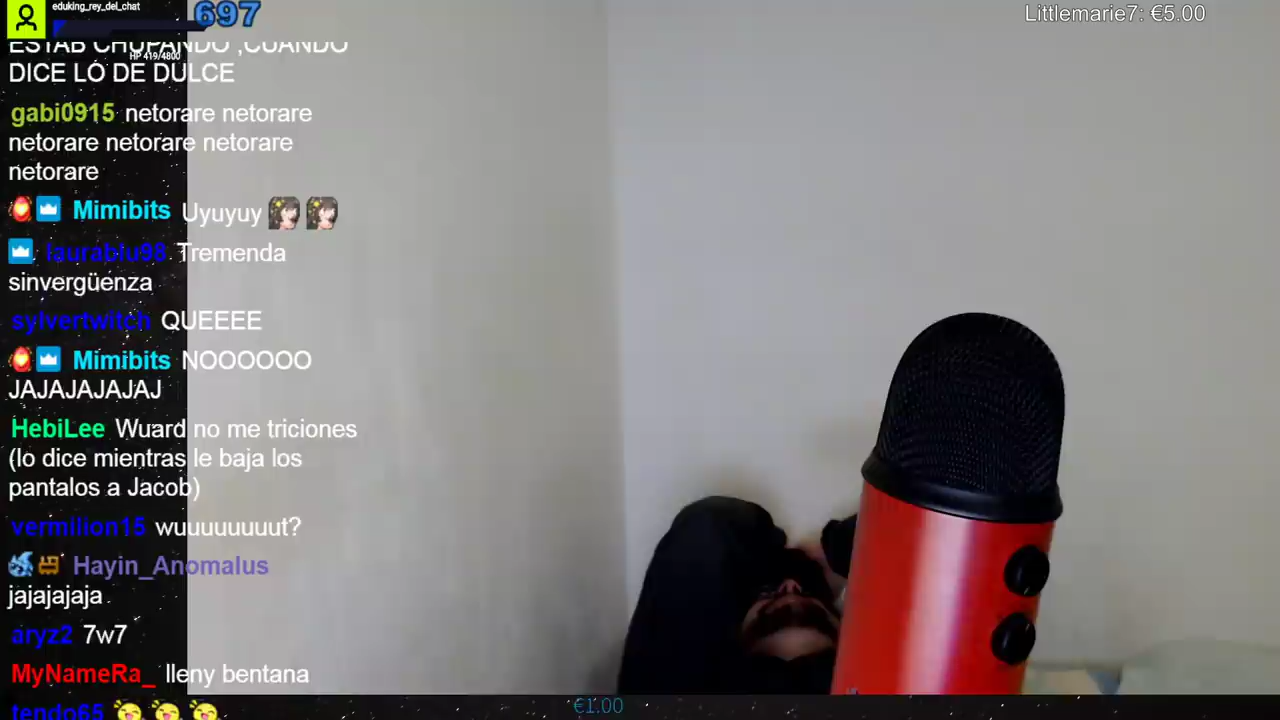 eduking_rey_del_chat
697
Littlemarie7: €5.00
HP 419/4800
ESTAB CHUPANDO ,CUANDO
DICE LO DE DULCE
gabi0915 netorare netorare
netorare netorare netorare
netorare
Mimibits Uyuyuy
laurablu98 Tremenda
sinvergüenza
sylvertwitch QUEEEE
Mimibits NOOOOOO
JAJAJAJAJAJ
HebiLee Wuard no me triciones
(lo dice mientras le baja los
pantalos a Jacob)
vermilion15 wuuuuuuuut?
Hayin_Anomalus
jajajajaja
aryz2 7w7
MyNameRa_ lleny bentana
tendo65
€1.00